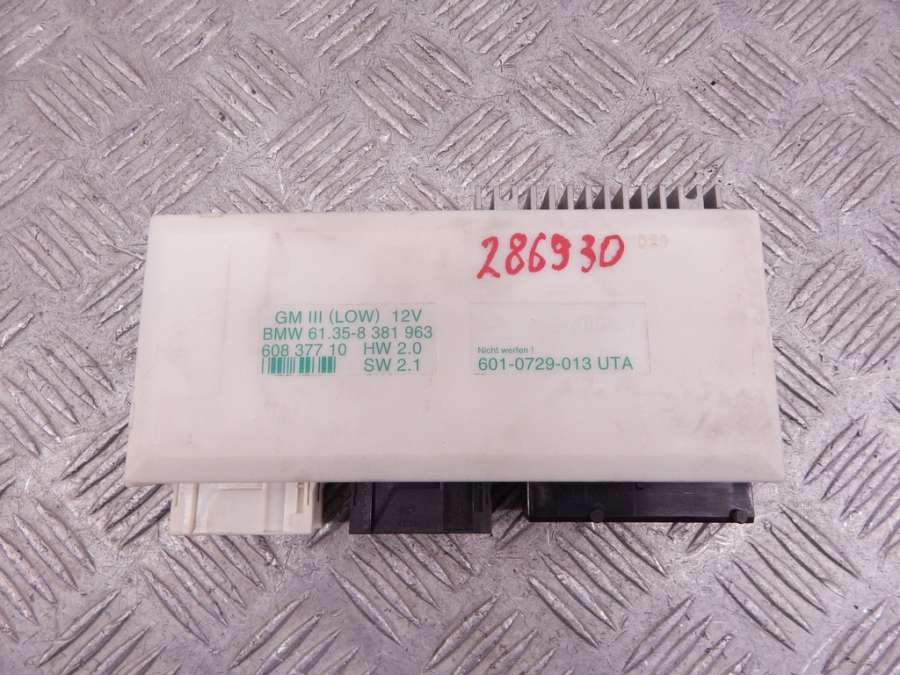 286930
GM III (LOW) 12V
BMW 61.35-8 381 963
608 377 10 HW 2.0
SW 2.1
Nicht werfen !
601-0729-013 UTA